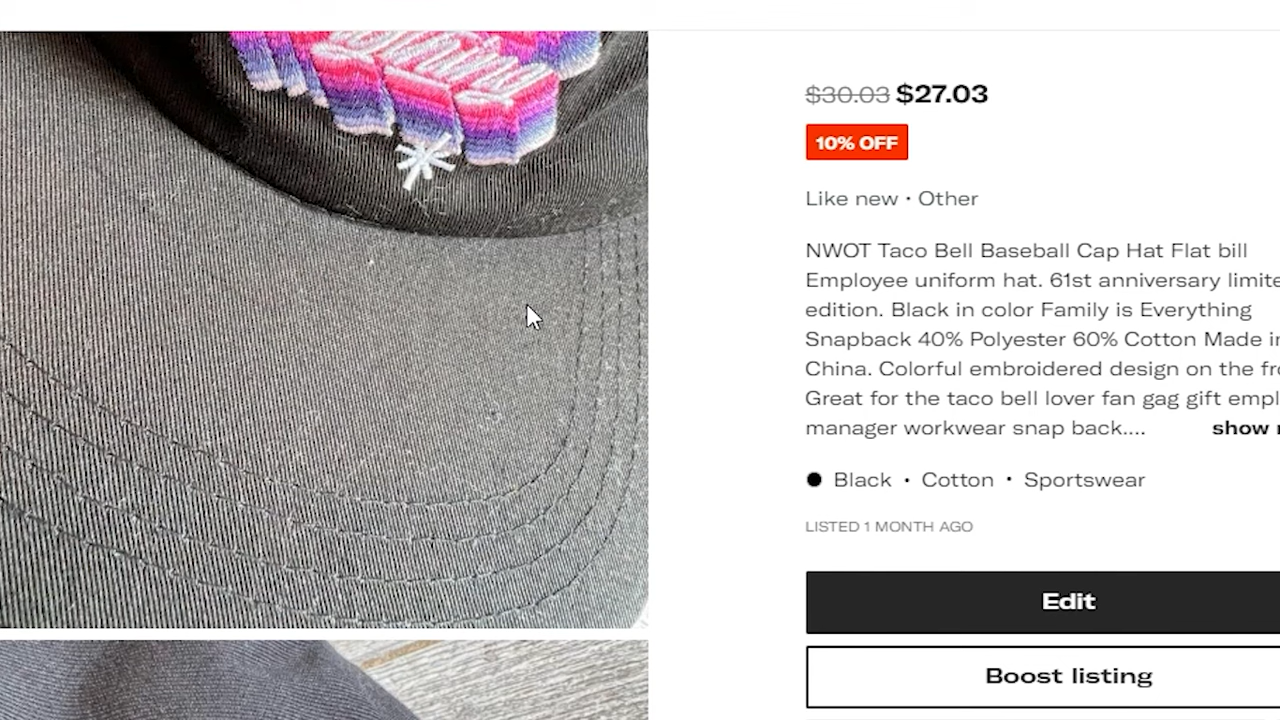 $30.03 $27.03
10% OFF
Like new • Other
NWOT Taco Bell Baseball Cap Hat Flat bill
Employee uniform hat. 61st anniversary limite
edition. Black in color Family is Everything
Snapback 40% Polyester 60% Cotton Made in
China. Colorful embroidered design on the fro
Great for the taco bell lover fan gag gift empl
manager workwear snap back.... show
Black • Cotton • Sportswear
LISTED 1 MONTH AGO
Edit
Boost listing